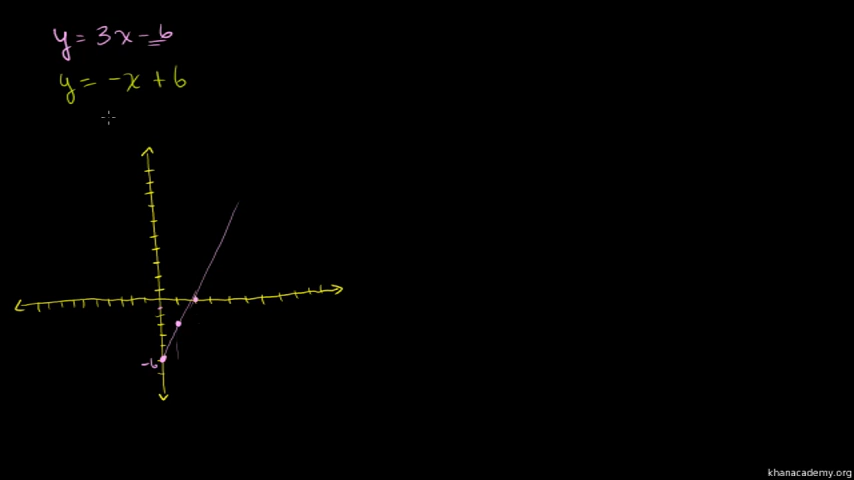 y = 3x - 6
y = -x + 6
-6
khanacademy.org